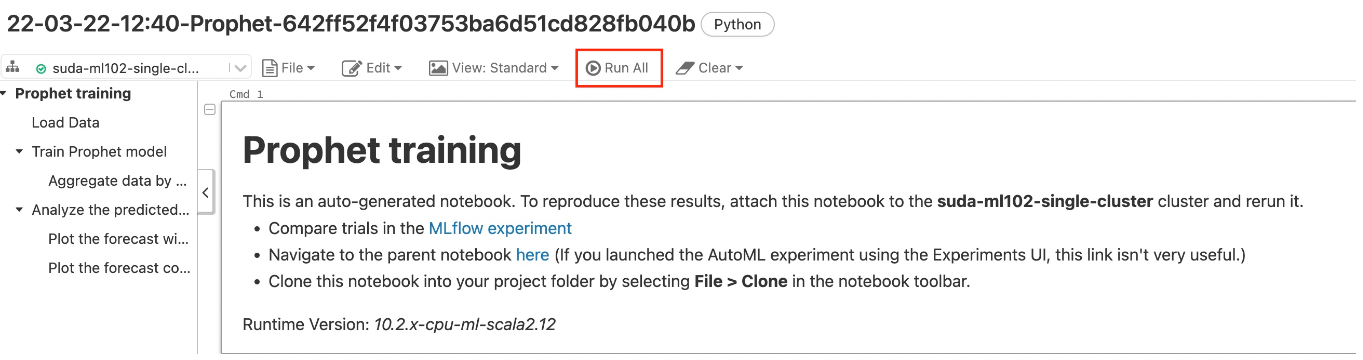 22-03-22-12:40-Prophet-642ff52f4f03753ba6d51cd828fb040b Python
suda-ml102-single-cl... File Edit View: Standard Run All Clear
Prophet training
Load Data
Train Prophet model
Aggregate data by ...
Analyze the predicted...
Plot the forecast wi...
Plot the forecast co...
Cmd 1
Prophet training
This is an auto-generated notebook. To reproduce these results, attach this notebook to the suda-ml102-single-cluster cluster and rerun it.
• Compare trials in the MLflow experiment
• Navigate to the parent notebook here (If you launched the AutoML experiment using the Experiments UI, this link isn't very useful.)
• Clone this notebook into your project folder by selecting File > Clone in the notebook toolbar.
Runtime Version: 10.2.x-cpu-ml-scala2.12